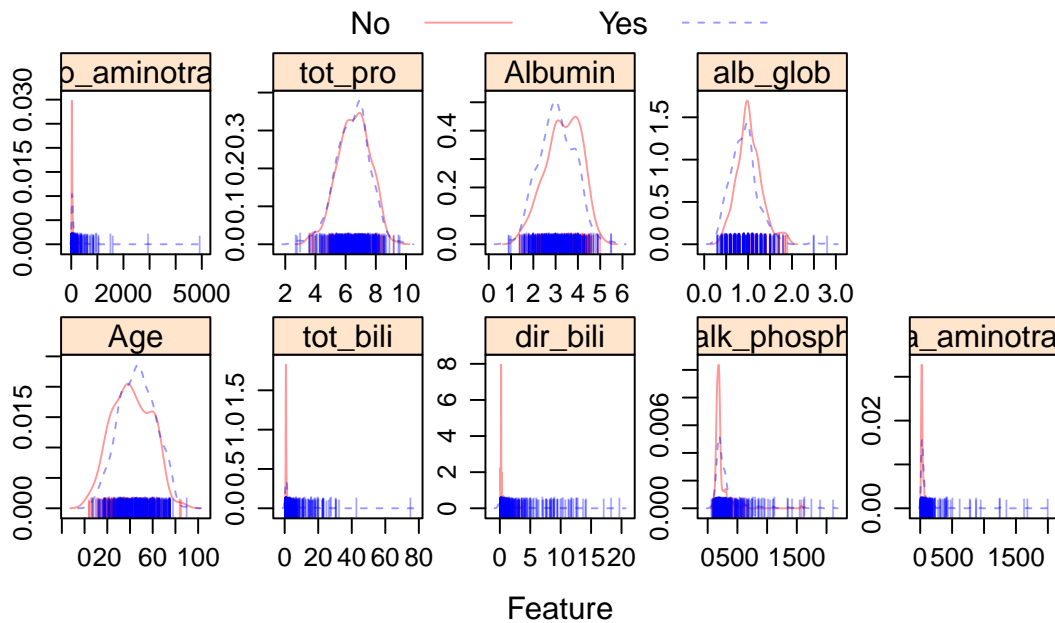 No Yes
b_aminotra tot_pro Albumin alb_glob
0.000 0.015 0.030
0.0 0.1 0.2 0.3
0.0 0.2 0.4
0.0 0.5 1.0 1.5
0 2000 5000
2 4 6 8 10
0 1 2 3 4 5 6
0.0 1.0 2.0 3.0
Age tot_bili dir_bili alk_phosph a_aminotra
0.000 0.015
0.0 0.5 1.0 1.5
0 2 4 6 8
0.000 0.006
0.00 0.02
0 20 60 100
0 20 40 60 80
0 5 10 15 20
0 500 1500
0 500 1500
Feature